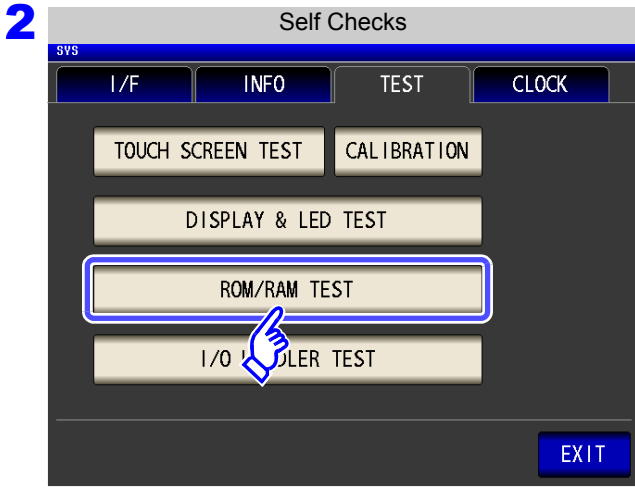 2
Self Checks
SYS
I/F INFO TEST CLOCK
TOUCH SCREEN TEST CALIBRATION
DISPLAY & LED TEST
ROM/RAM TEST
I/O TEST
EXIT